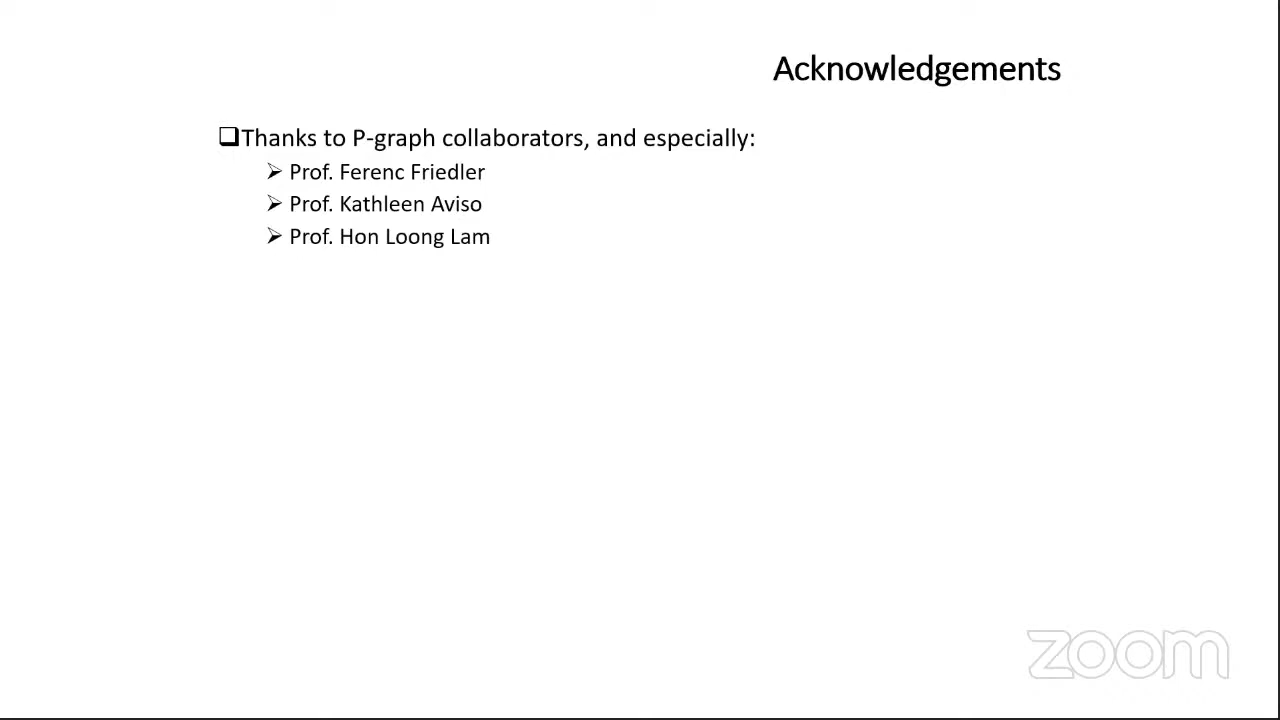 Acknowledgements
❑Thanks to P-graph collaborators, and especially:
➢ Prof. Ferenc Friedler
➢ Prof. Kathleen Aviso
➢ Prof. Hon Loong Lam
zoom